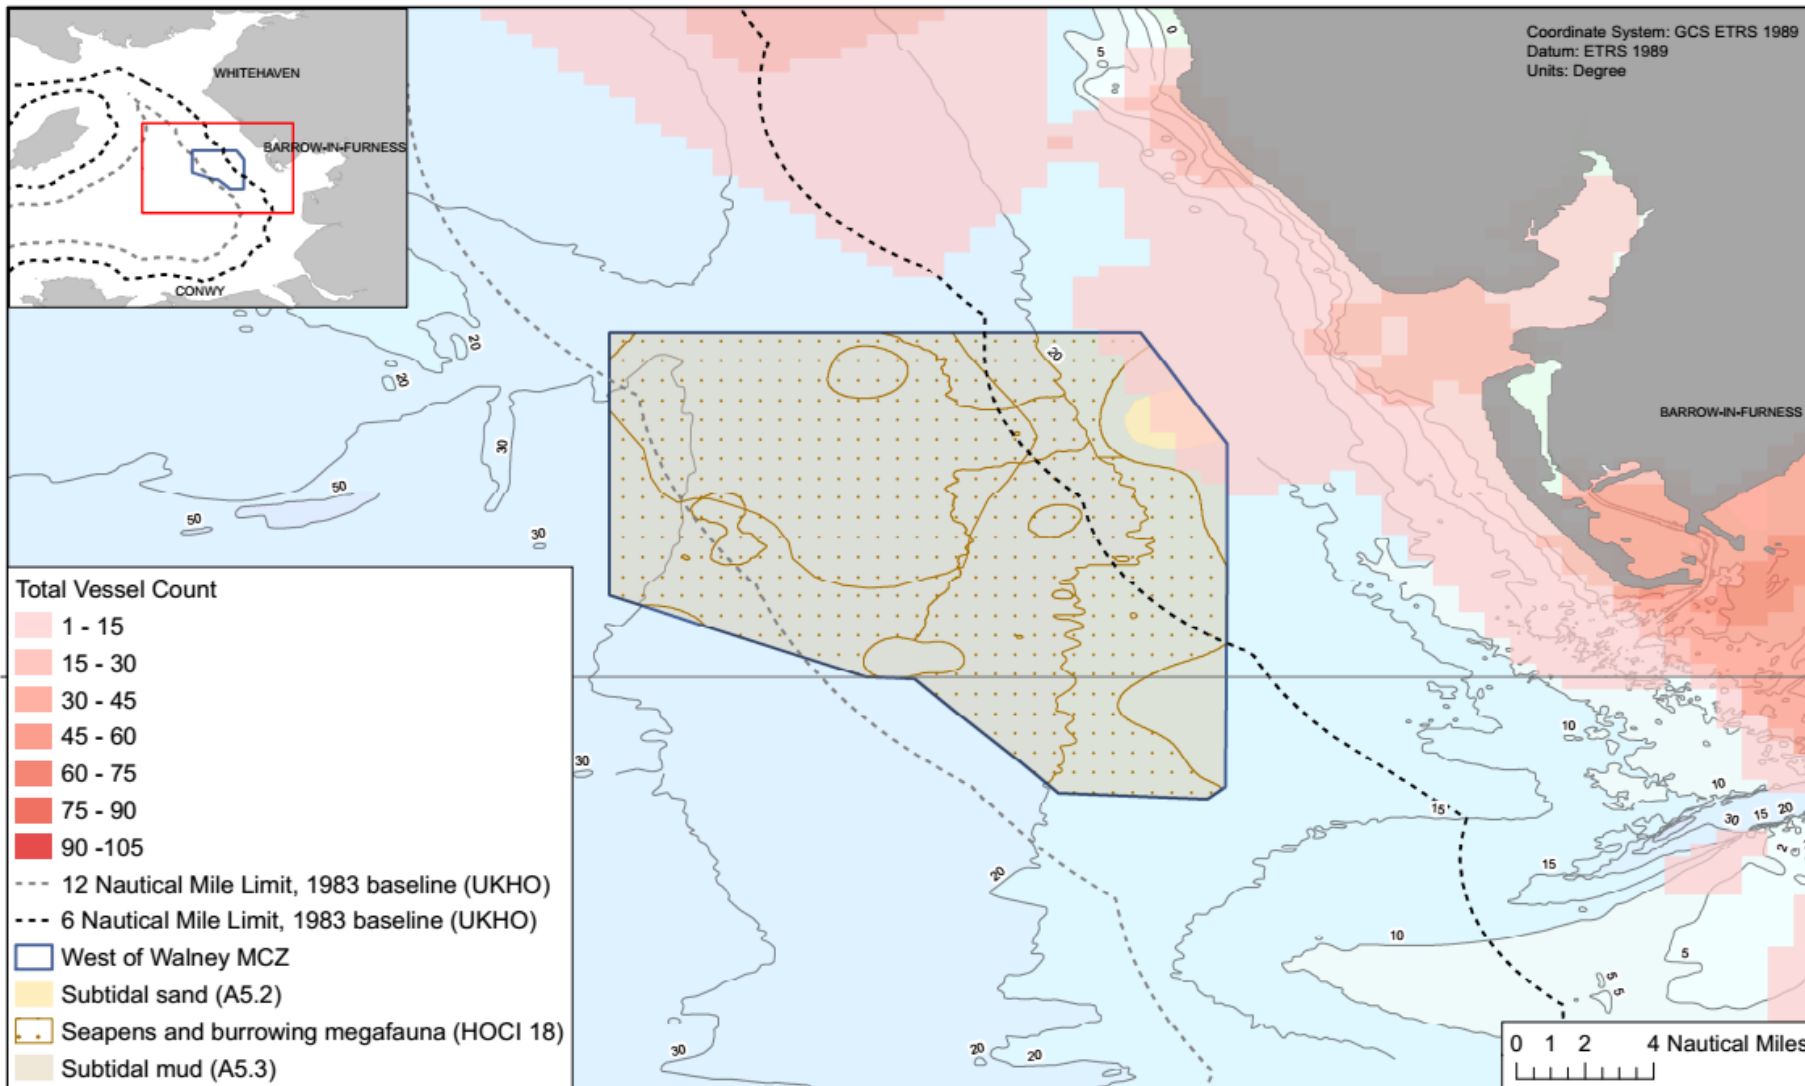 Coordinate System: GCS ETRS 1989
Datum: ETRS 1989
Units: Degree
WHITEHAVEN
BARROW-IN-FURNESS
CONWY
0
5
20
20
20
30
50
50
30
BARROW-IN-FURNESS
Total Vessel Count
1 - 15
15 - 30
30 - 45
45 - 60
60 - 75
75 - 90
90 -105
12 Nautical Mile Limit, 1983 baseline (UKHO)
6 Nautical Mile Limit, 1983 baseline (UKHO)
West of Walney MCZ
Subtidal sand (A5.2)
Seapens and burrowing megafauna (HOCI 18)
Subtidal mud (A5.3)
30
10
10
15
30
15
20
2
15
20
10
5
5
5
30
20
20
0 1 2 4 Nautical Miles